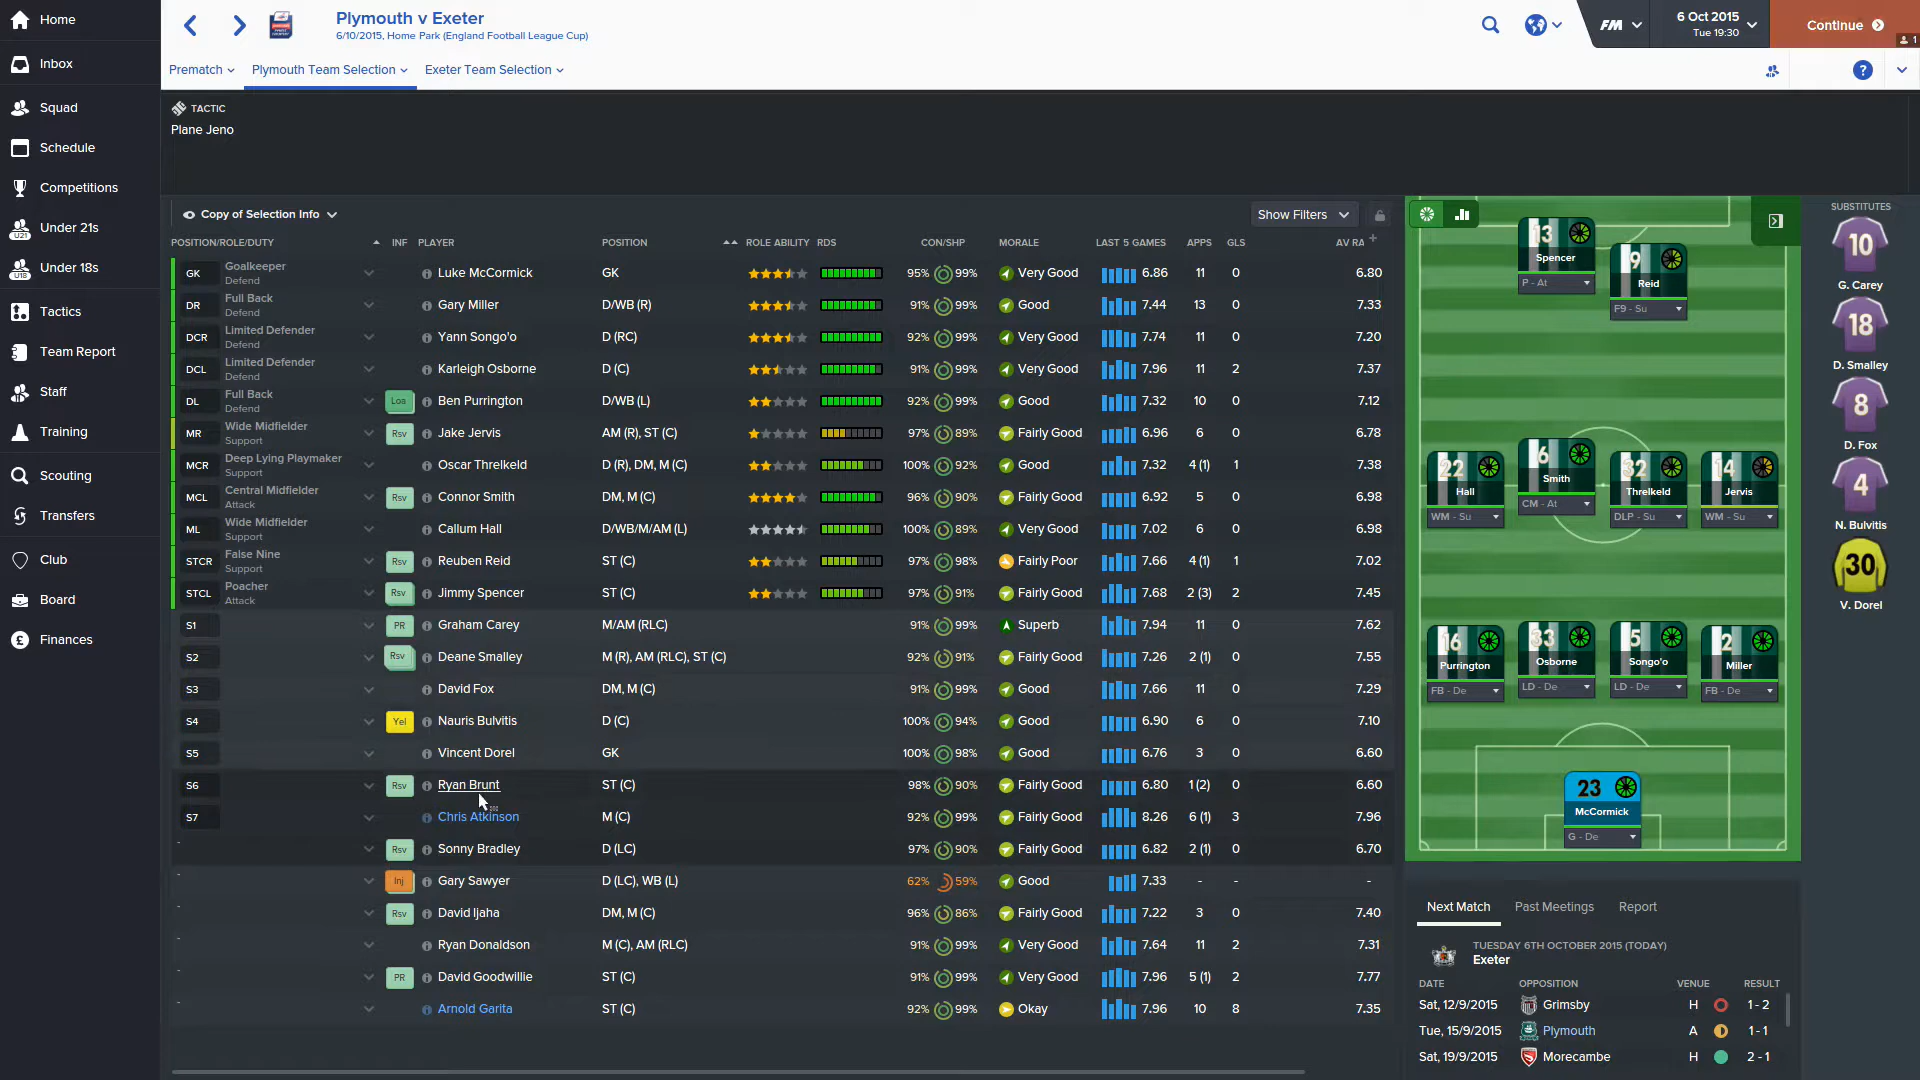 Home
Inbox
Squad
Schedule
Competitions
Under 21s
Under 18s
Tactics
Team Report
Staff
Training
Scouting
Transfers
Club
Board
Finances
Plymouth v Exeter
6/10/2015, Home Park (England Football League Cup)
FM
6 Oct 2015
Tue 19:30
Continue
1
Prematch
Plymouth Team Selection
Exeter Team Selection
?
TACTIC
Plane Jeno
Copy of Selection Info
Show Filters
POSITION/ROLE/DUTY INF PLAYER POSITION ROLE ABILITY RDS CON/SHP MORALE LAST 5 GAMES APPS GLS AV RA
GK Goalkeeper Defend Luke McCormick GK 95% 99% Very Good 6.86 11 0 6.80
DR Full Back Defend Gary Miller D/WB (R) 91% 99% Good 7.44 13 0 7.33
DCR Limited Defender Defend Yann Songo'o D (RC) 92% 99% Very Good 7.74 11 0 7.20
DCL Limited Defender Defend Karleigh Osborne D (C) 91% 99% Very Good 7.96 11 2 7.37
DL Full Back Defend Loa Ben Purrington D/WB (L) 92% 99% Good 7.32 10 0 7.12
MR Wide Midfielder Support Rsv Jake Jervis AM (R), ST (C) 97% 89% Fairly Good 6.96 6 0 6.78
MCR Deep Lying Playmaker Support Oscar Threlkeld D (R), DM, M (C) 100% 92% Good 7.32 4 (1) 1 7.38
MCL Central Midfielder Attack Rsv Connor Smith DM, M (C) 96% 90% Fairly Good 6.92 5 0 6.98
ML Wide Midfielder Support Callum Hall D/WB/M/AM (L) 100% 89% Very Good 7.02 6 0 6.98
STCR False Nine Support Rsv Reuben Reid ST (C) 97% 98% Fairly Poor 7.66 4 (1) 1 7.02
STCL Poacher Attack Rsv Jimmy Spencer ST (C) 97% 91% Fairly Good 7.68 2 (3) 2 7.45
S1 PR Graham Carey M/AM (RLC) 91% 99% Superb 7.94 11 0 7.62
S2 Rsv Deane Smalley M (R), AM (RLC), ST (C) 92% 91% Fairly Good 7.26 2 (1) 0 7.55
S3 David Fox DM, M (C) 91% 99% Good 7.66 11 0 7.29
S4 Yel Nauris Bulvitis D (C) 100% 94% Good 6.90 6 0 7.10
S5 Vincent Dorel GK 100% 98% Good 6.76 3 0 6.60
S6 Rsv Ryan Brunt ST (C) 98% 90% Fairly Good 6.80 1 (2) 0 6.60
S7 Chris Atkinson M (C) 92% 99% Fairly Good 8.26 6 (1) 3 7.96
- Rsv Sonny Bradley D (LC) 97% 90% Fairly Good 6.82 2 (1) 0 6.70
- Inj Gary Sawyer D (LC), WB (L) 62% 59% Good 7.33 - - -
- Rsv David Ijaha DM, M (C) 96% 86% Fairly Good 7.22 3 0 7.40
- Ryan Donaldson M (C), AM (RLC) 91% 99% Very Good 7.64 11 2 7.31
- PR David Goodwillie ST (C) 91% 99% Very Good 7.96 5 (1) 2 7.77
- Arnold Garita ST (C) 92% 99% Okay 7.96 10 8 7.35
13
Spencer
P - At
9
Reid
F9 - Su
22
Hall
WM - Su
6
Smith
CM - At
32
Threlkeld
DLP - Su
14
Jervis
WM - Su
16
Purrington
FB - De
33
Osborne
LD - De
5
Songo'o
LD - De
2
Miller
FB - De
23
McCormick
G - De
SUBSTITUTES
10
G. Carey
18
D. Smalley
8
D. Fox
4
N. Bulvitis
30
V. Dorel
Next Match
Past Meetings
Report
TUESDAY 6TH OCTOBER 2015 (TODAY)
Exeter
DATE OPPOSITION VENUE RESULT
Sat, 12/9/2015 Grimsby H 1 - 2
Tue, 15/9/2015 Plymouth A 1 - 1
Sat, 19/9/2015 Morecambe H 2 - 1